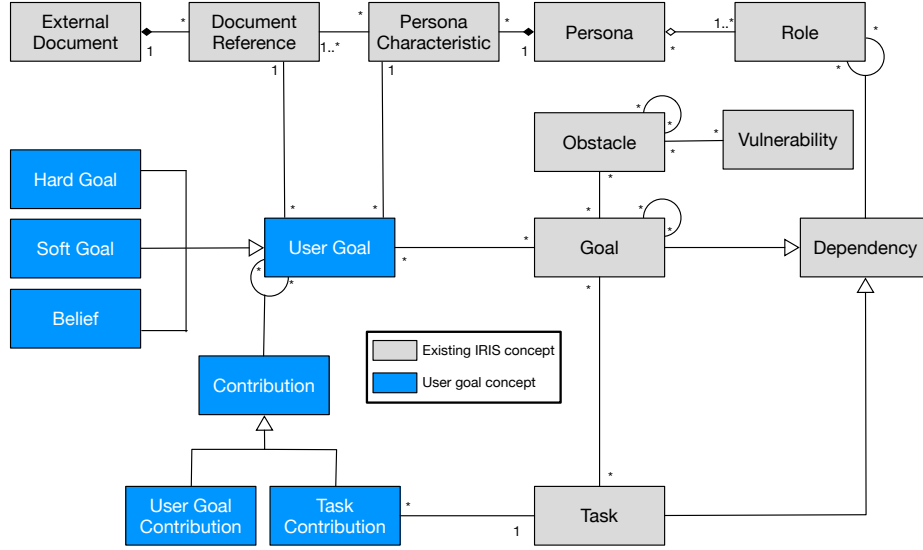 External
Document
1
*
Document
Reference
1..*
*
Persona
Characteristic
*
1
Persona
*
1..*
Role
1
1
*
*
*
*
Obstacle
*
*
*
Vulnerability
Hard Goal
*
*
*
*
*
*
Soft Goal
User Goal
*
*
Goal
Dependency
*
*
*
Belief
Existing IRIS concept
User goal concept
Contribution
*
User Goal
Contribution
Task
Contribution
*
1
Task